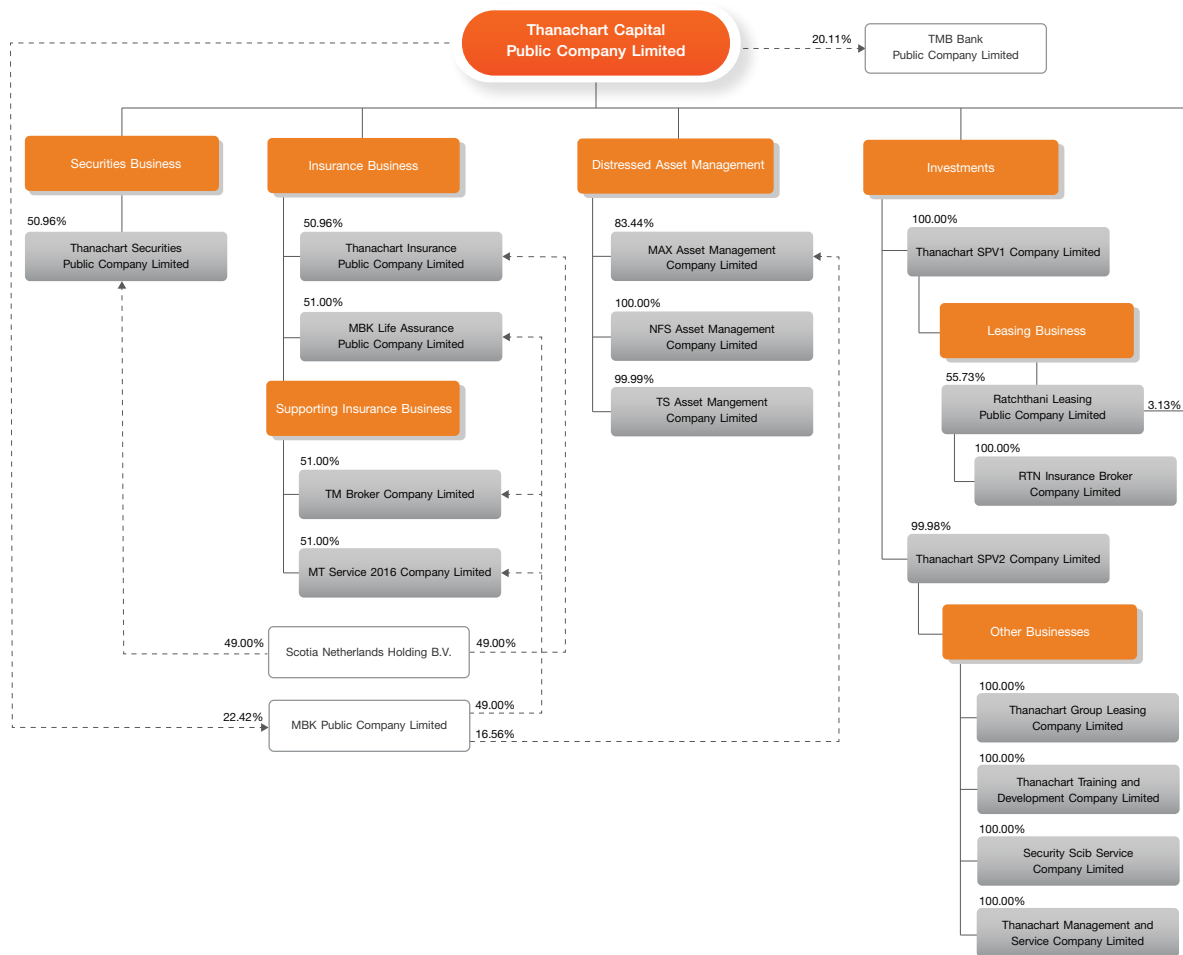 Thanachart Capital
Public Company Limited
20.11%
TMB Bank
Public Company Limited
Securities Business
50.96%
Thanachart Securities
Public Company Limited
Insurance Business
50.96%
Thanachart Insurance
Public Company Limited
51.00%
MBK Life Assurance
Public Company Limited
Supporting Insurance Business
51.00%
TM Broker Company Limited
51.00%
MT Service 2016 Company Limited
49.00%
Scotia Netherlands Holding B.V.
49.00%
22.42%
MBK Public Company Limited
49.00%
16.56%
Distressed Asset Management
83.44%
MAX Asset Management
Company Limited
100.00%
NFS Asset Management
Company Limited
99.99%
TS Asset Mangement
Company Limited
Investments
100.00%
Thanachart SPV1 Company Limited
Leasing Business
55.73%
Ratchthani Leasing
Public Company Limited
3.13%
100.00%
RTN Insurance Broker
Company Limited
99.98%
Thanachart SPV2 Company Limited
Other Businesses
100.00%
Thanachart Group Leasing
Company Limited
100.00%
Thanachart Training and
Development Company Limited
100.00%
Security Scib Service
Company Limited
100.00%
Thanachart Management and
Service Company Limited